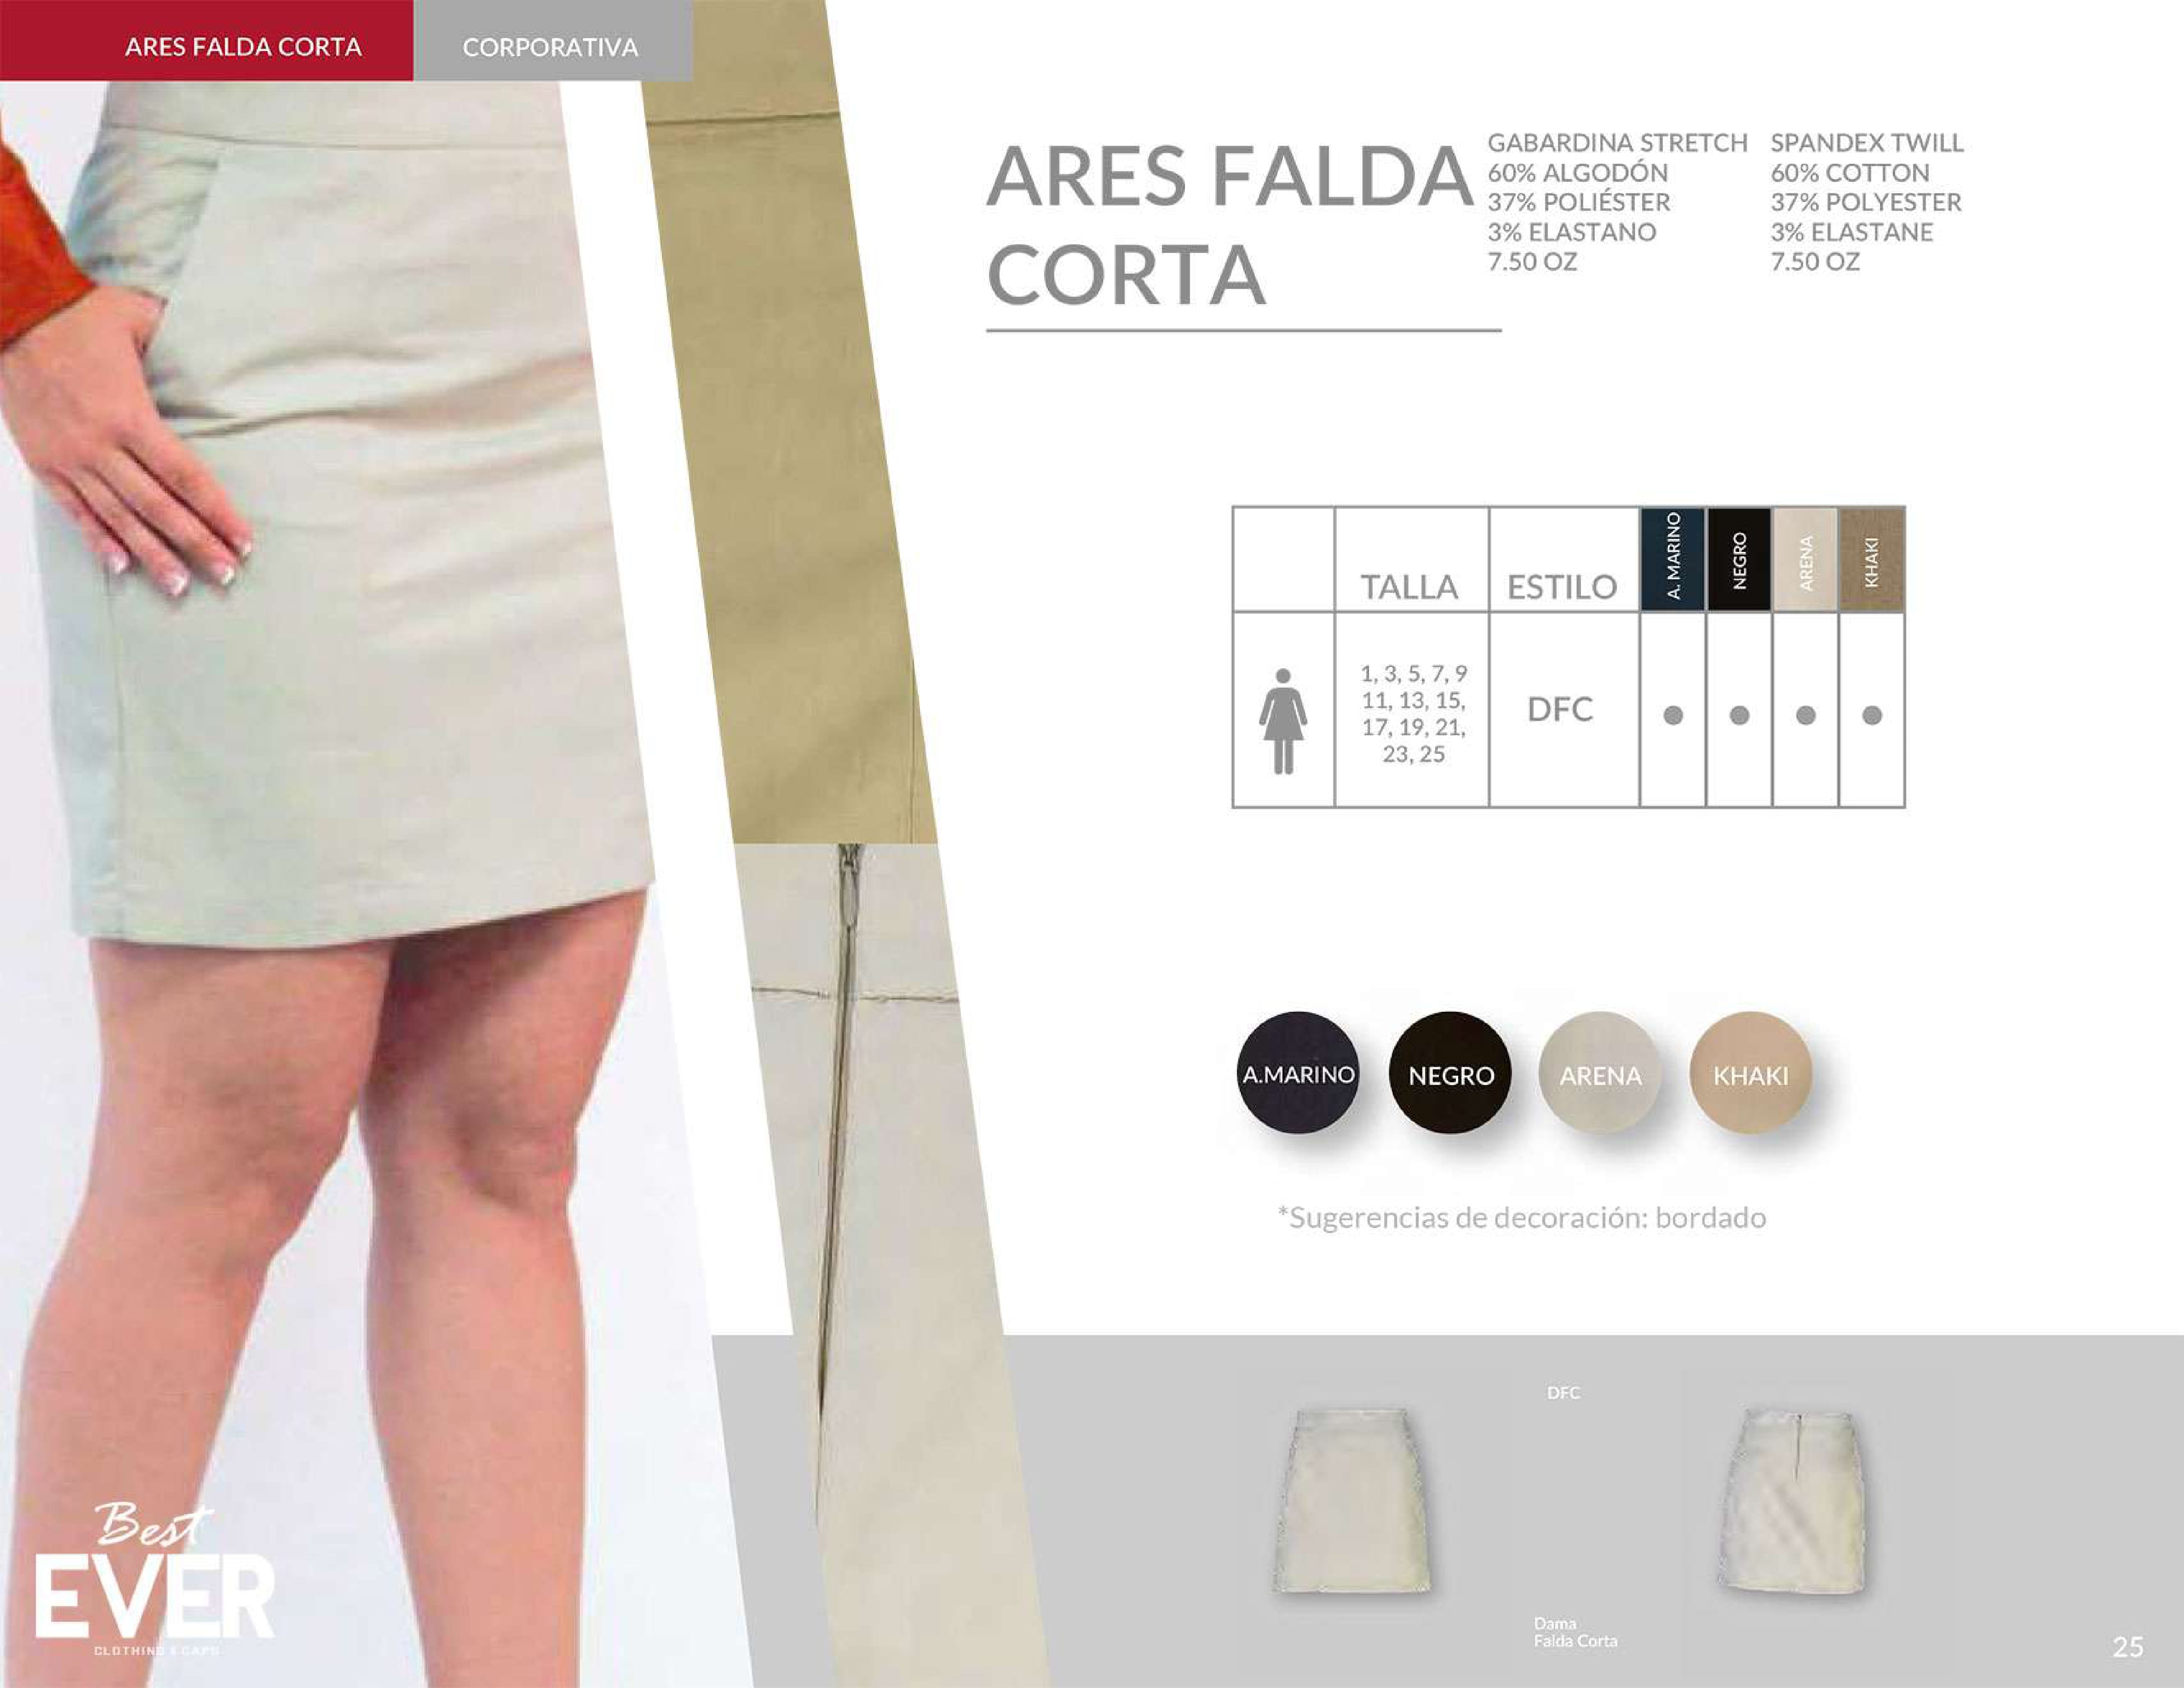 ARES FALDA CORTA
CORPORATIVA
ARES FALDA
CORTA
GABARDINA STRETCH
60% ALGODÓN
37% POLIÉSTER
3% ELASTANO
7.50 OZ
SPANDEX TWILL
60% COTTON
37% POLYESTER
3% ELASTANE
7.50 OZ
TALLA
ESTILO
A. MARINO
NEGRO
ARENA
KHAKI
1, 3, 5, 7, 9
11, 13, 15,
17, 19, 21,
23, 25
DFC
A.MARINO
NEGRO
ARENA
KHAKI
*Sugerencias de decoración: bordado
DFC
Dama
Falda Corta
Best
EVER
CLOTHING & CAPS
25